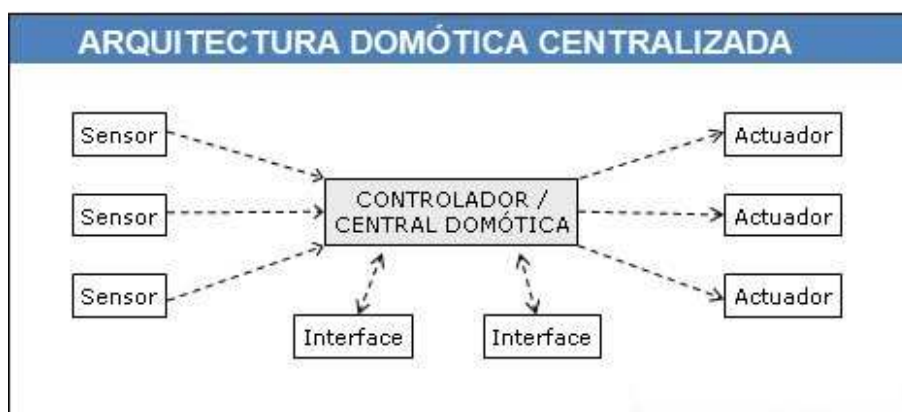 ARQUITECTURA DOMÓTICA CENTRALIZADA
Sensor
Actuador
Sensor
CONTROLADOR /
CENTRAL DOMÓTICA
Actuador
Sensor
Actuador
Interface
Interface